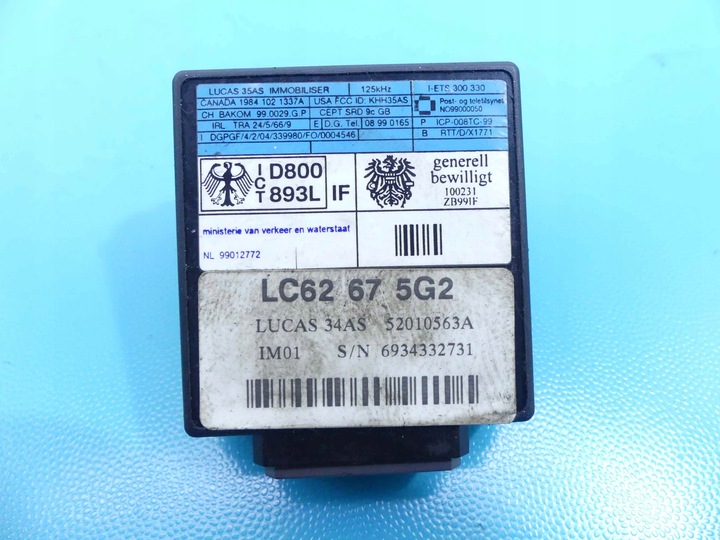 LUCAS 35AS IMMOBILISER 125kHz I-ETS 300 330
CANADA 1984 102 1337A USA FCC ID: KHH35AS Post- og teletilsynet
NO99000050
CH BAKOM 99.0029.G.P CEPT SRD 9c GB
IRL TRA 24/5/66/9 E D.G. Tel. 08 99 0165 P ICP-008TC-99
I DGPGF/4/2/04/339980/FO/0004546 B RTT/D/X1771
ICT D800 893L IF
generell
bewilligt
100231
ZB99IF
ministerie van verkeer en waterstaat
NL 99012772
LC62 67 5G2
LUCAS 34AS 52010563A
IM01 S/N 6934332731